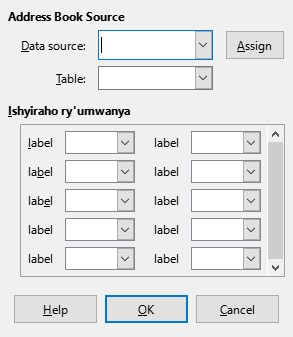 Address Book Source
Data source:
Assign
Table:
Ishyiraho ry'umwanya
label label
label label
label label
label label
label label
Help OK Cancel